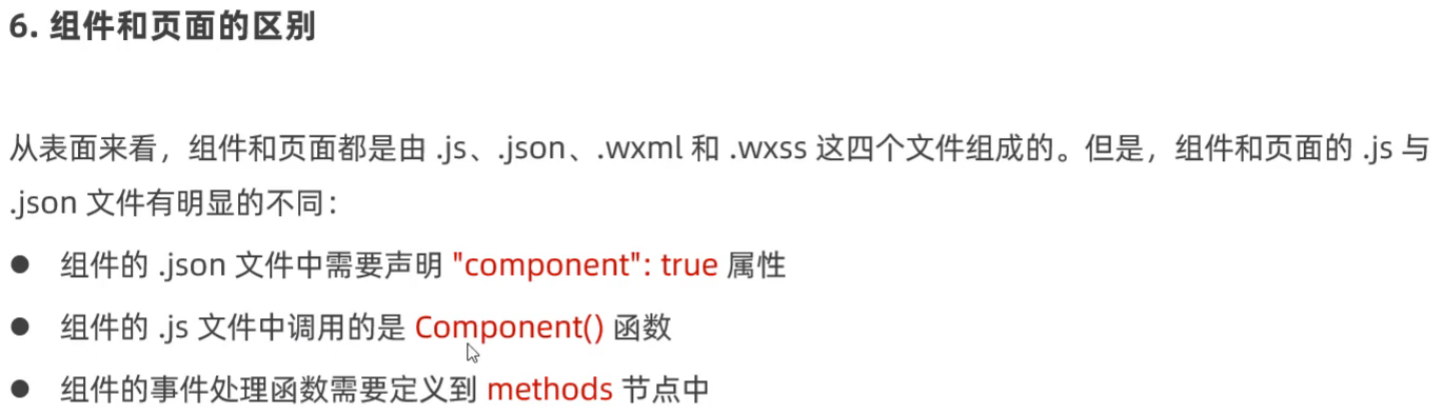 6. 组件和页面的区别
从表面来看，组件和页面都是由 .js、.json、.wxml 和 .wxss 这四个文件组成的。但是，组件和页面的 .js 与
.json 文件有明显的不同：
● 组件的 .json 文件中需要声明 "component": true 属性
● 组件的 .js 文件中调用的是 Component() 函数
● 组件的事件处理函数需要定义到 methods 节点中